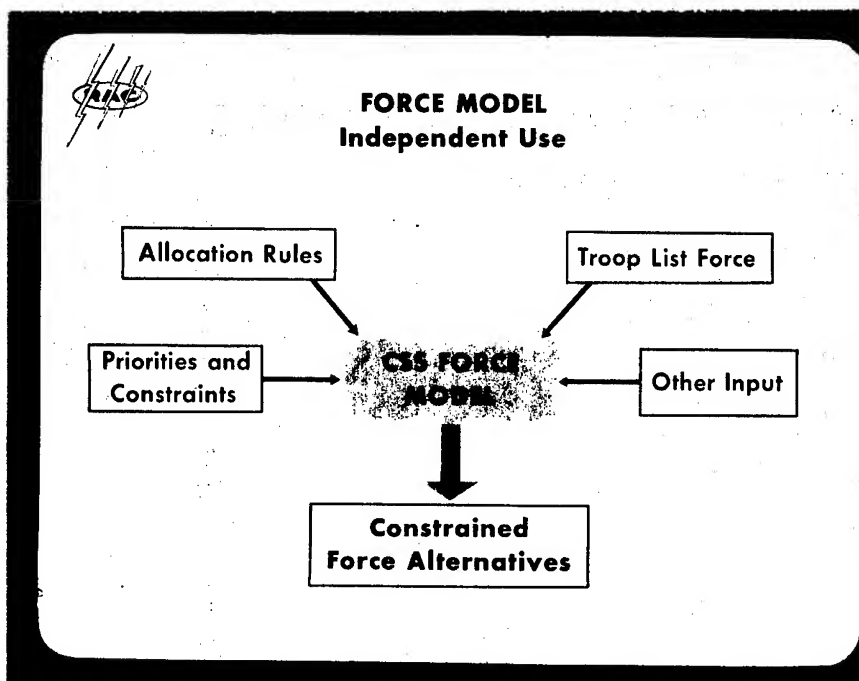 RAC
FORCE MODEL
Independent Use
Allocation Rules
Troop List Force
Priorities and
Constraints
CSS FORCE
MODEL
Other Input
Constrained
Force Alternatives